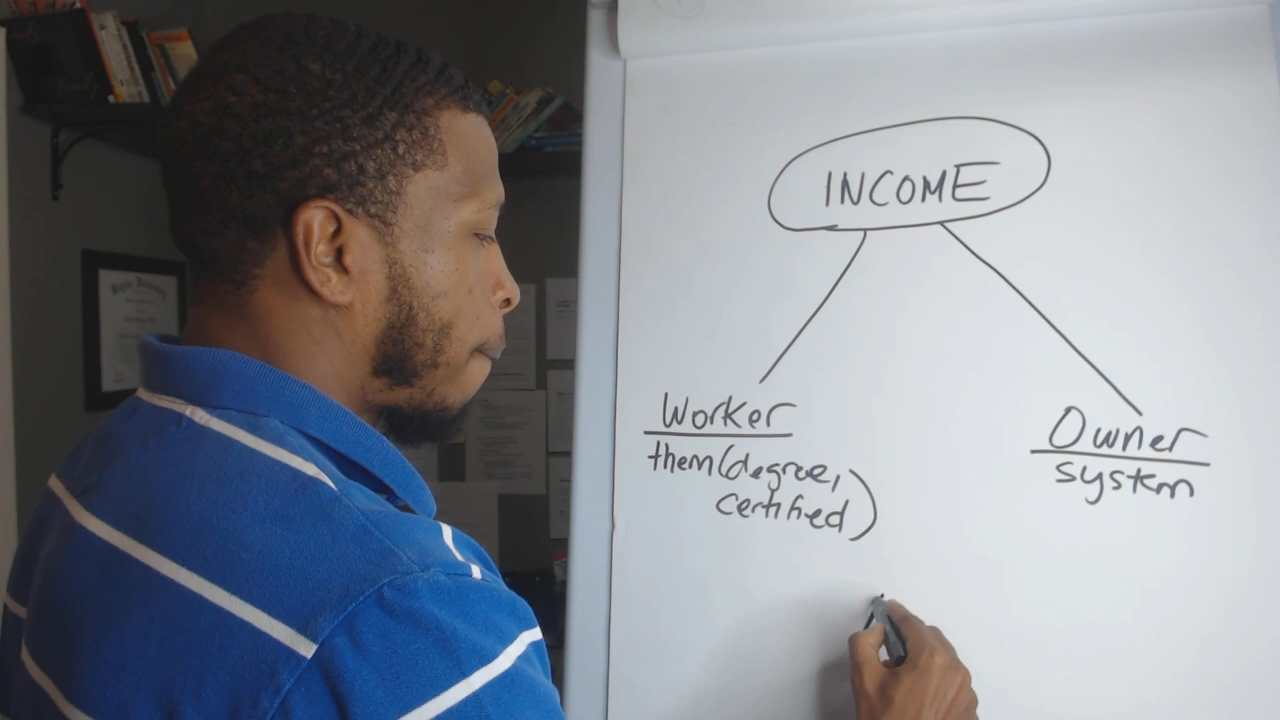 INCOME
Worker
them (degree,
certified)
Owner
system